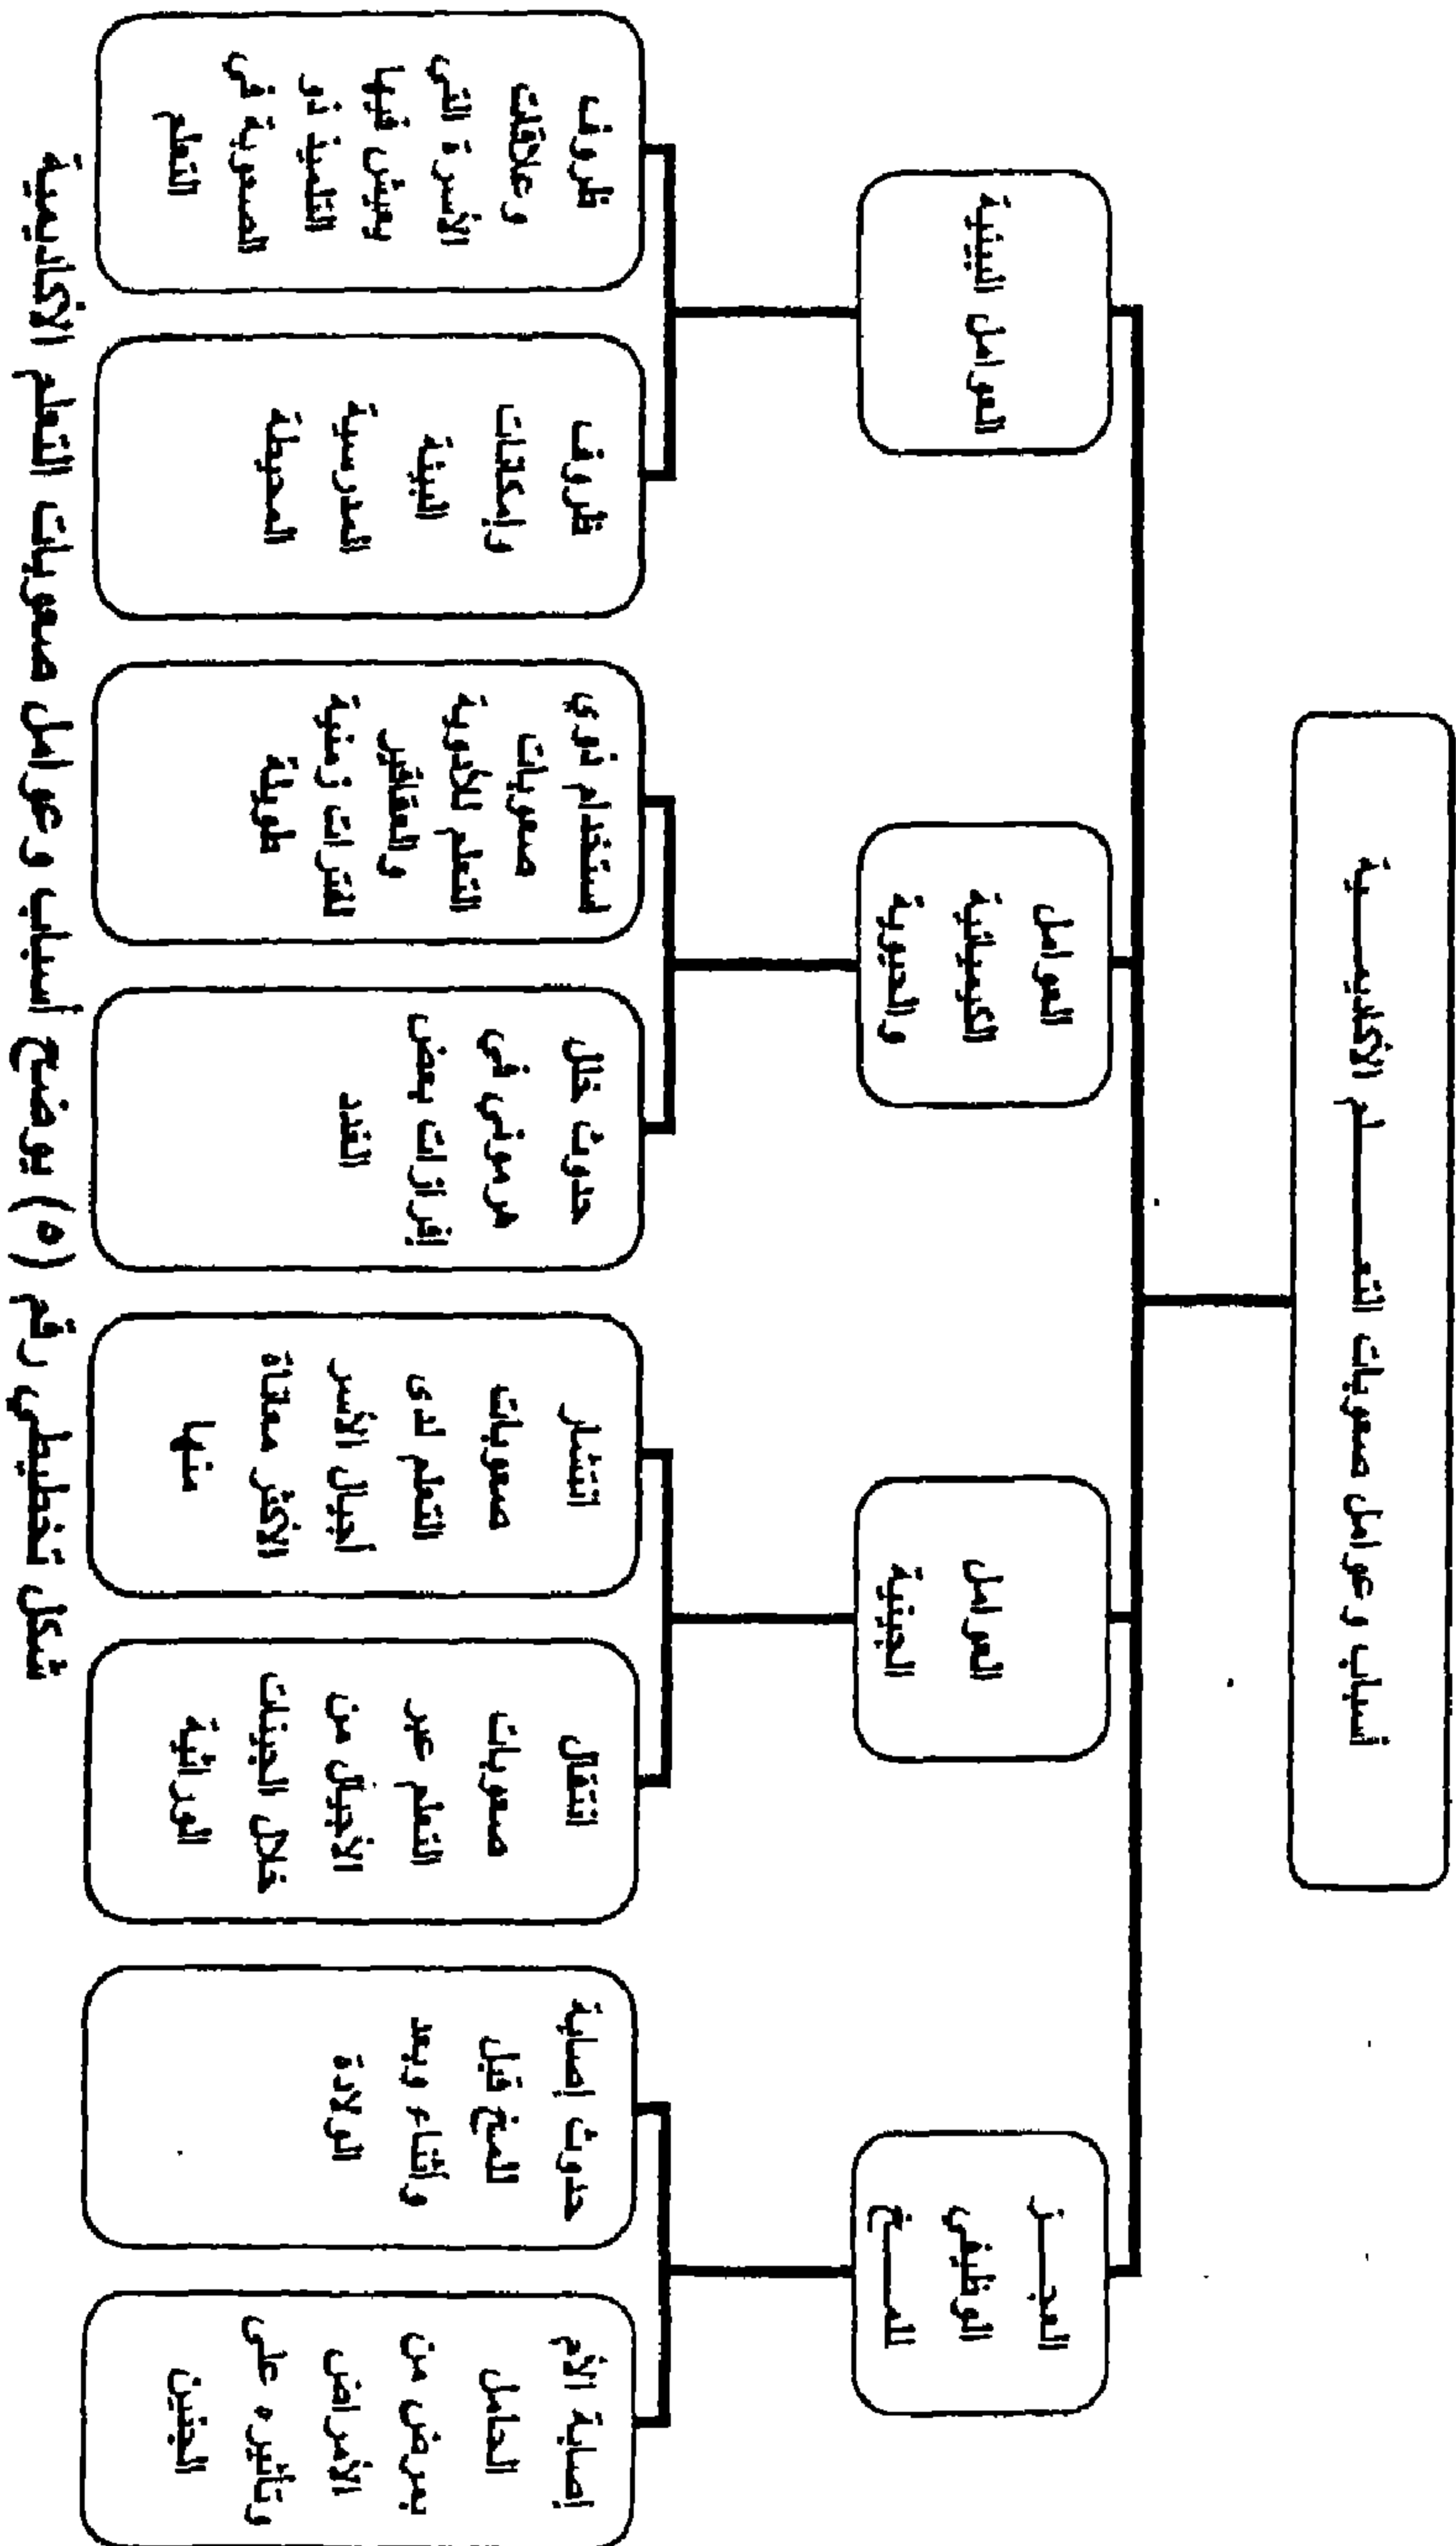 أسباب وعوامل صعوبات التعـــــــلم الأكاديمـــــية
العجـــز
الوظيفي
للمـــخ
العوامل
الجينية
العوامل
الكيميائية
والحيوية
العوامل البيئية
إصابة الأم
الحامل
بمرض من
الأمراض
وتأثيره على
الجنين
حدوث إصابة
للمخ قبل
وأثناء وبعد
الولادة
انتقال
صعوبات
التعلم عبر
الأجيال من
خلال الجينات
الوراثية
انتشار
صعوبات
التعلم لدى
أجيال الأسر
الأكثر معاناة
منها
حدوث خلل
هرموني في
إفرازات بعض
الغدد
استخدام ذوي
صعوبات
التعلم للأدوية
والعقاقير
لفترات زمنية
طويلة
ظروف
وإمكانات
البيئة
المدرسية
المحيطة
ظروف
وعلاقات
الأسرة التي
يعيش فيها
التلميذ ذو
الصعوبة في
التعلم
شكل تخطيطي رقم (٥) يوضح أسباب وعوامل صعوبات التعلم الأكاديمية